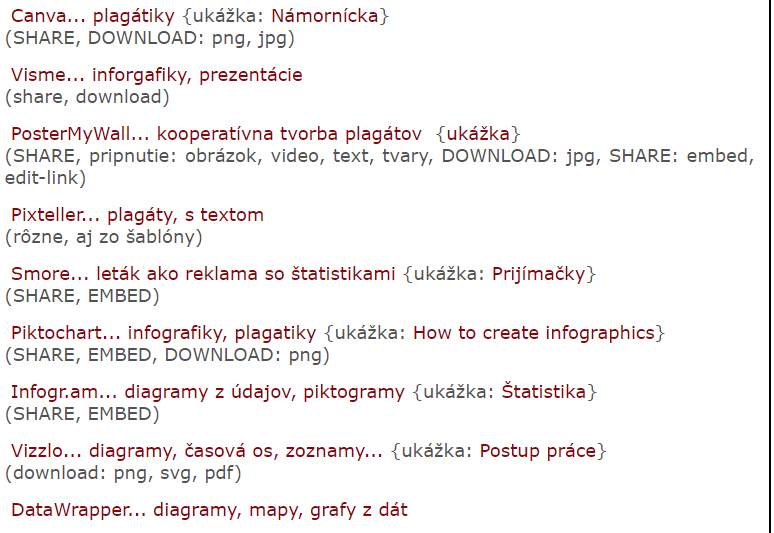 Canva... plagátiky {ukážka: Námornícka}
(SHARE, DOWNLOAD: png, jpg)
Visme... inforgafiky, prezentácie
(share, download)
PosterMyWall... kooperatívna tvorba plagátov {ukážka}
(SHARE, pripnutie: obrázok, video, text, tvary, DOWNLOAD: jpg, SHARE: embed,
edit-link)
Pixteller... plagáty, s textom
(rôzne, aj zo šablóny)
Smore... leták ako reklama so štatistikami {ukážka: Prijímačky}
(SHARE, EMBED)
Piktochart... infografiky, plagatiky {ukážka: How to create infographics}
(SHARE, EMBED, DOWNLOAD: png)
Infogr.am... diagramy z údajov, piktogramy {ukážka: Štatistika}
(SHARE, EMBED)
Vizzlo... diagramy, časová os, zoznamy... {ukážka: Postup práce}
(download: png, svg, pdf)
DataWrapper... diagramy, mapy, grafy z dát